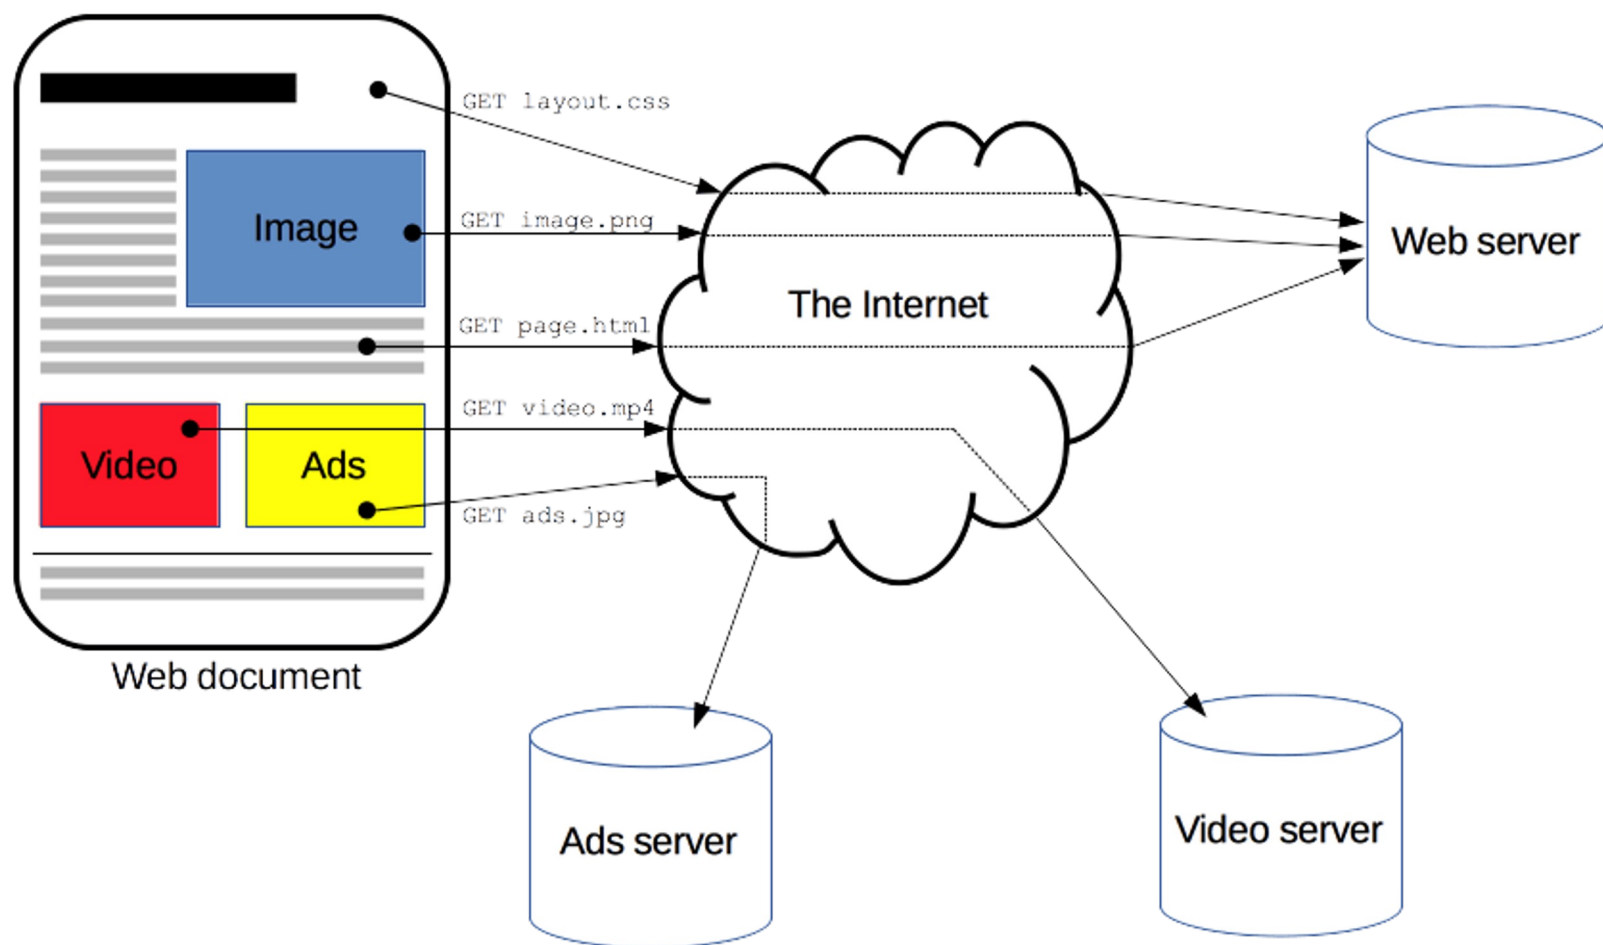 GET layout.css
Image
GET image.png
Web server
The Internet
GET page.html
GET video.mp4
Video
Ads
GET ads.jpg
Web document
Ads server
Video server